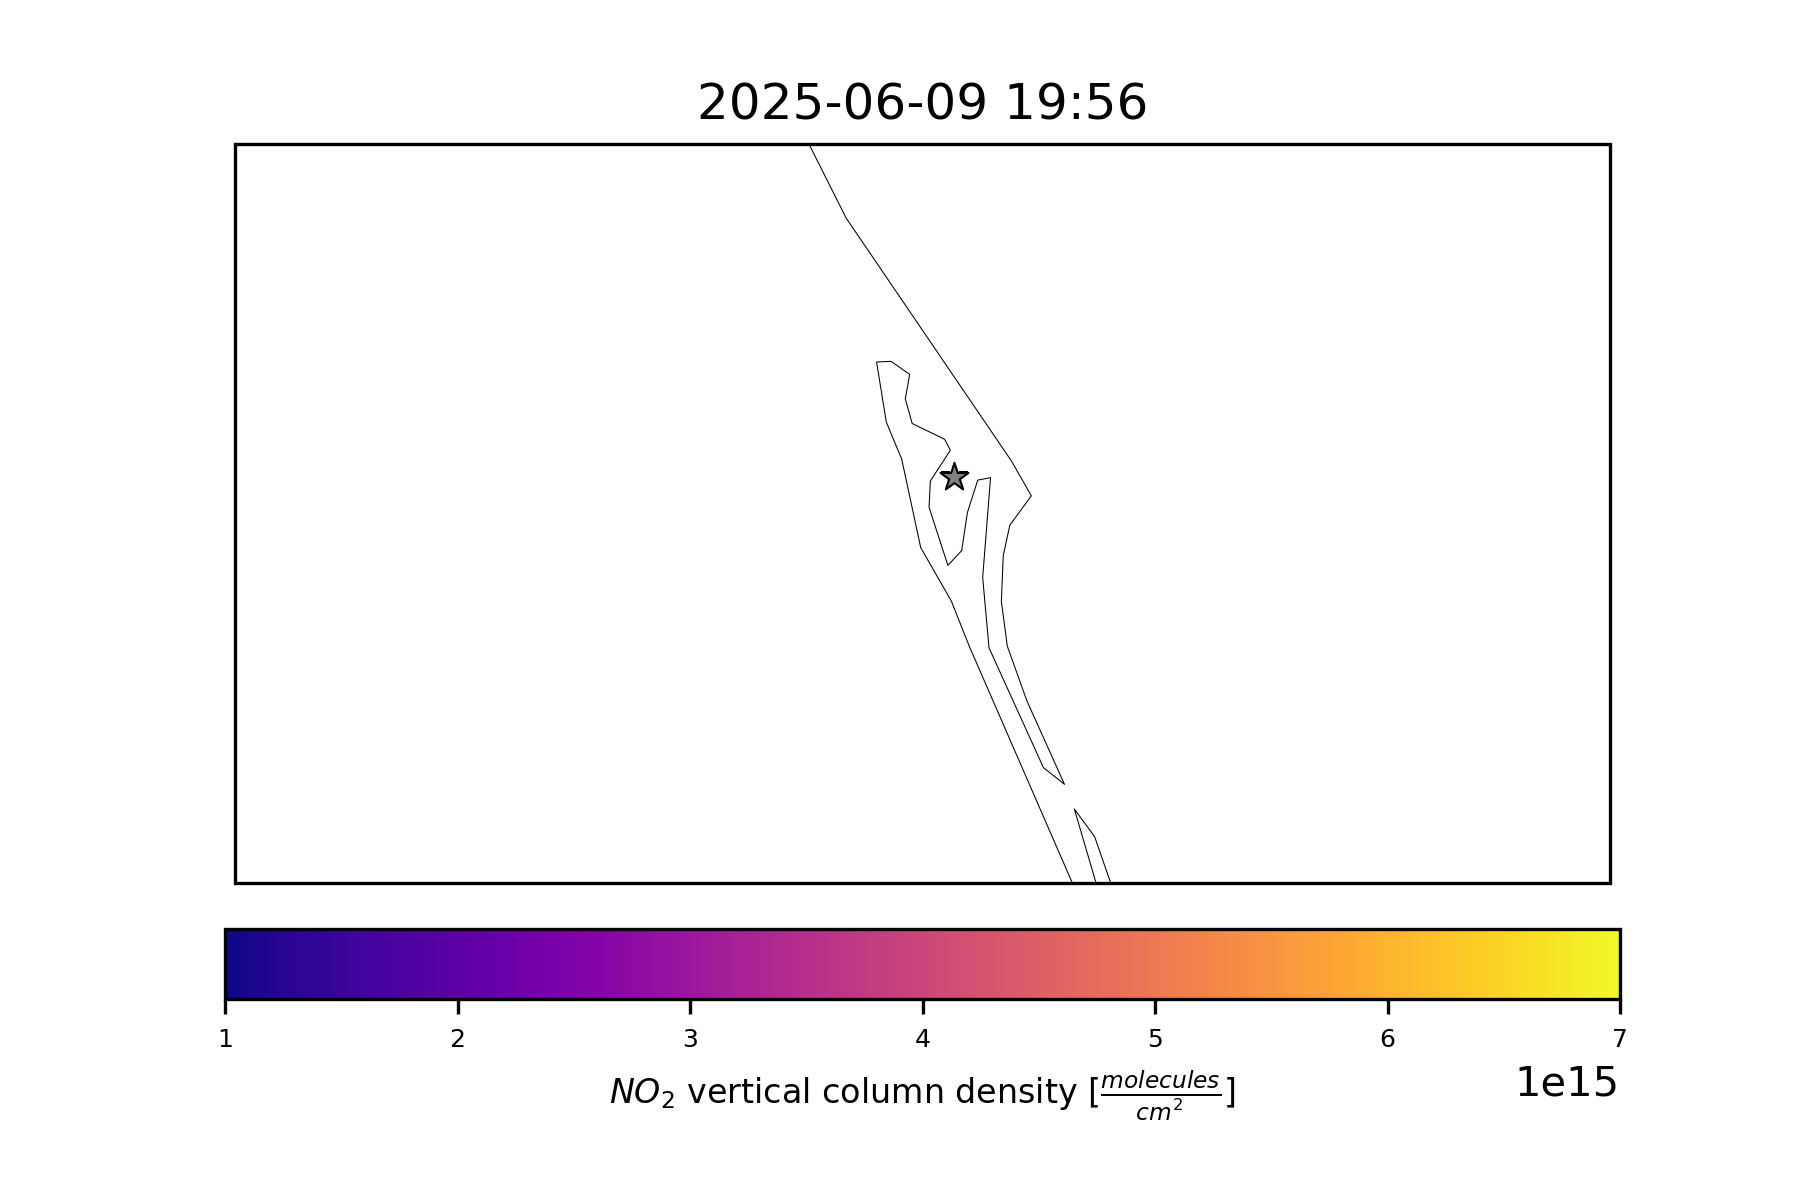 2025-06-09 19:56
1 2 3 4 5 6 7
1e15
NO₂ vertical column density [molecules/cm²]